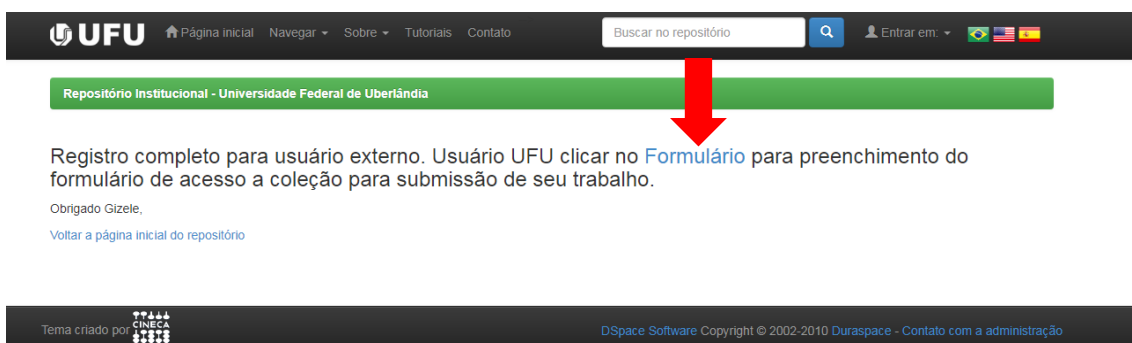 UFU Página inicial Navegar Sobre Tutoriais Contato Buscar no repositório Entrar em:
Repositório Institucional - Universidade Federal de Uberlândia
Registro completo para usuário externo. Usuário UFU clicar no Formulário para preenchimento do
formulário de acesso a coleção para submissão de seu trabalho.
Obrigado Gizele,
Voltar a página inicial do repositório
Tema criado por CINECA DSpace Software Copyright © 2002-2010 Duraspace - Contato com a administração